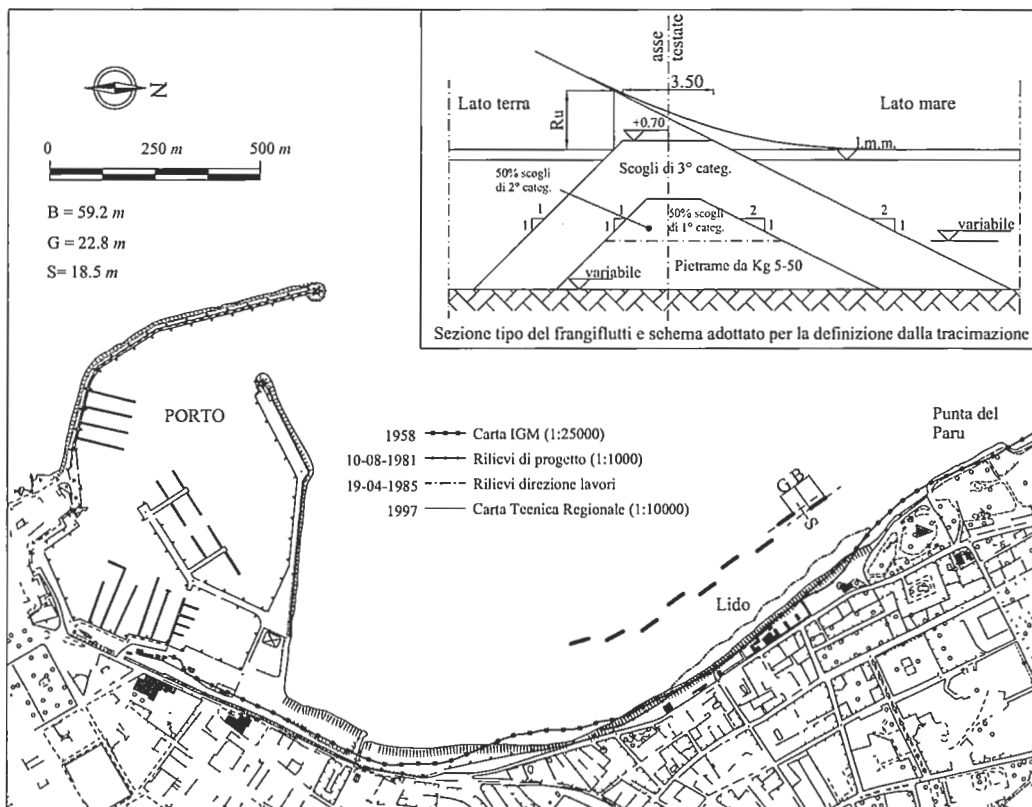 N
0 250 m 500 m
B = 59.2 m
G = 22.8 m
S= 18.5 m
asse
testate
3.50
Lato terra
Lato mare
Ru
+0.70
l.m.m.
Scogli di 3° categ.
50% scogli
di 2° categ.
50% scogli
di 1° categ.
1
1
1
1
2
1
2
1
variabile
variabile
Pietrame da Kg 5-50
Sezione tipo del frangiflutti e schema adottato per la definizione dalla tracimazione
PORTO
1958 Carta IGM (1:25000)
10-08-1981 Rilievi di progetto (1:1000)
19-04-1985 Rilievi direzione lavori
1997 Carta Tecnica Regionale (1:10000)
Punta del
Paru
G B
S
Lido